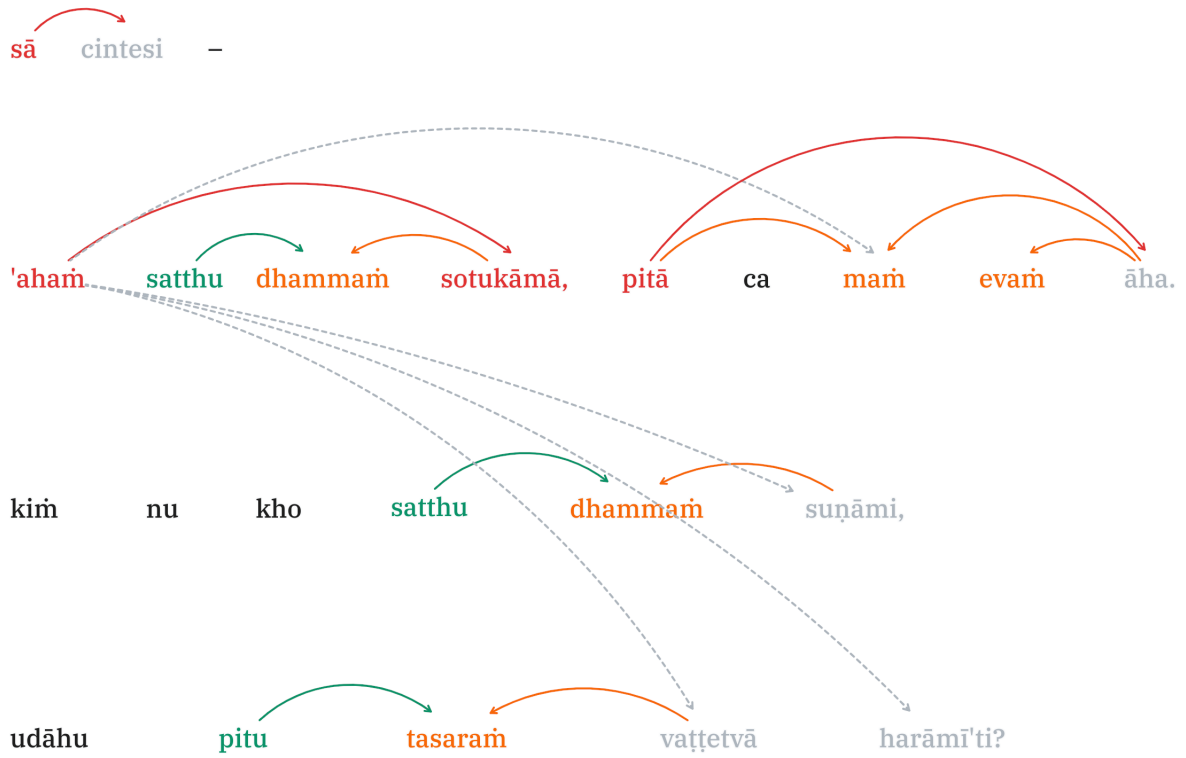 sā cintesi –
'ahaṁ satthu dhammaṁ sotukāmā, pitā ca maṁ evaṁ āha.
kiṁ nu kho satthu dhammaṁ suṇāmi,
udāhu pitu tasaraṁ vaṭṭetvā harāmī'ti?